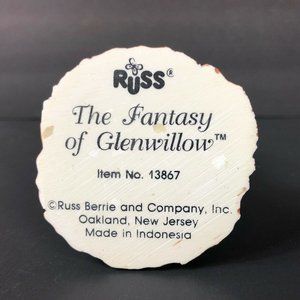 RUSS®
The Fantasy
of Glenwillow™
Item No. 13867
©Russ Berrie and Company, Inc.
Oakland, New Jersey
Made in Indonesia